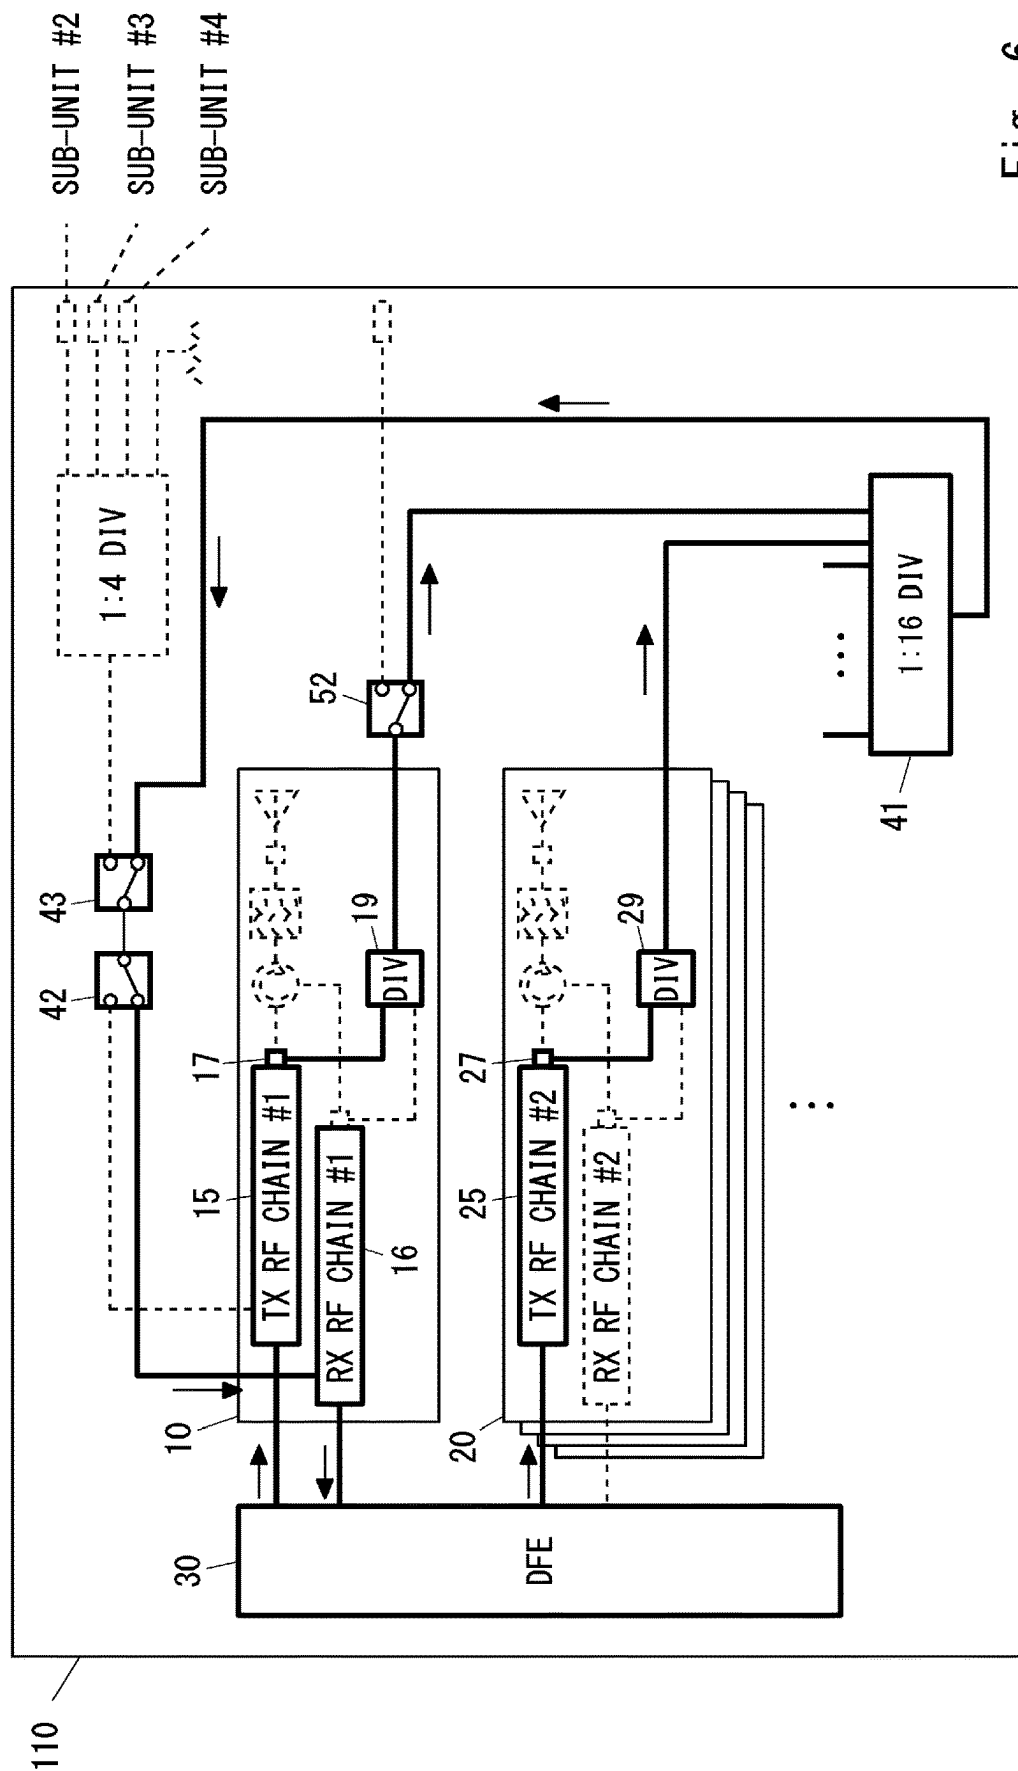 110
SUB-UNIT #2
SUB-UNIT #3
SUB-UNIT #4
1:4 DIV
43
42
52
10
15
TX RF CHAIN #1
17
RX RF CHAIN #1
16
19
DIV
20
25
TX RF CHAIN #2
27
RX RF CHAIN #2
29
DIV
...
30
DFE
...
1:16 DIV
41
Fig. 6